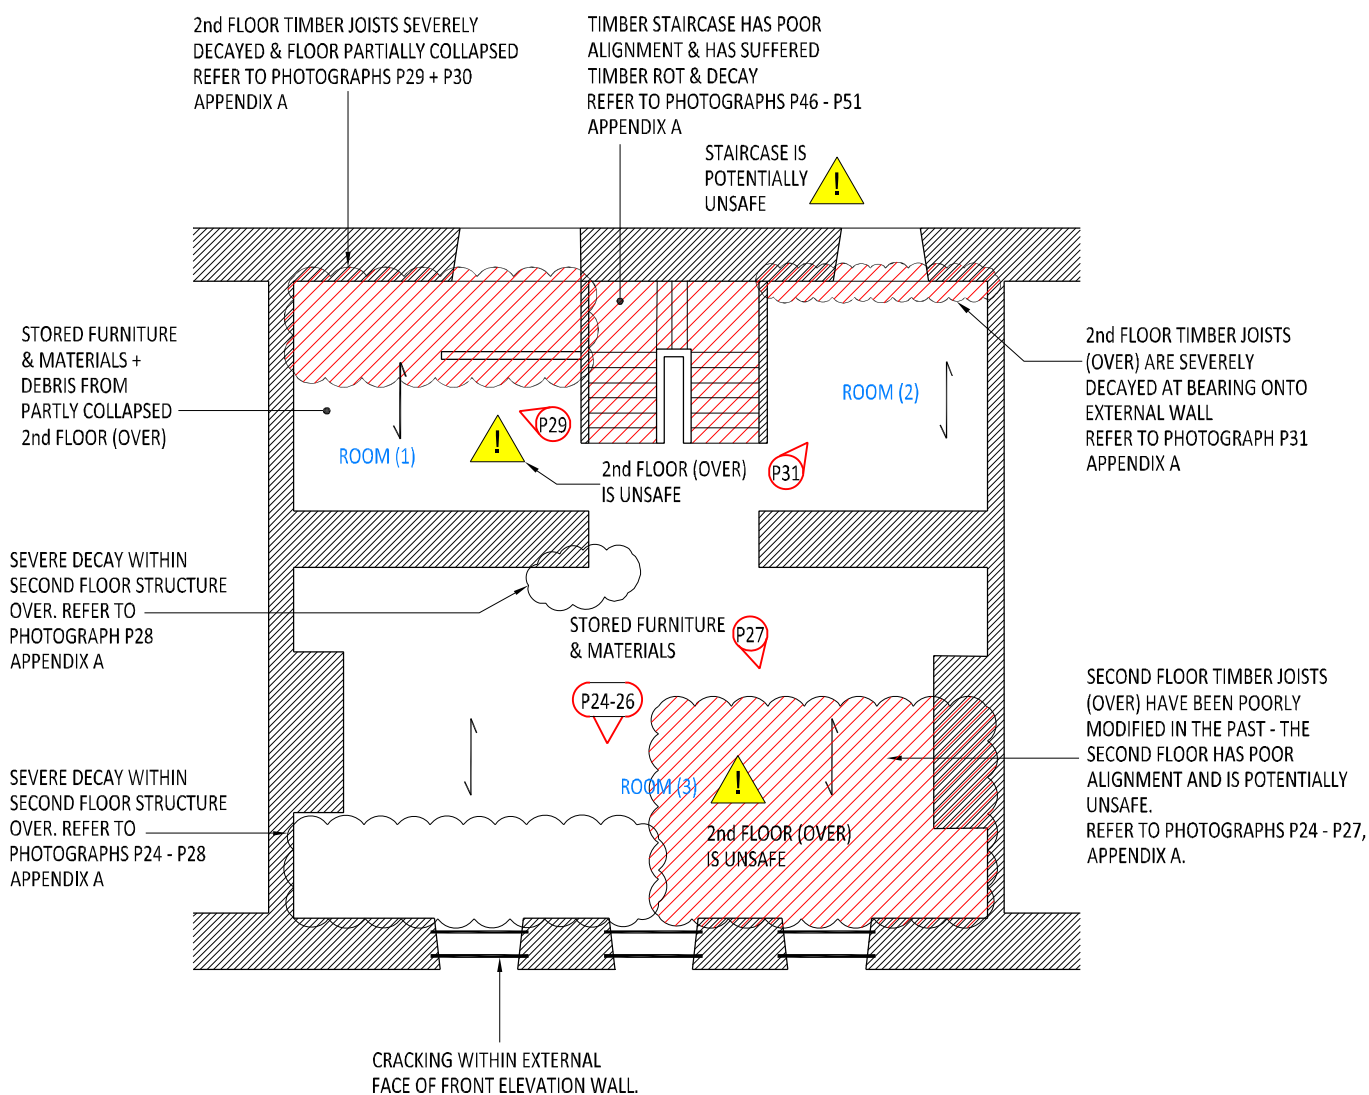 2nd FLOOR TIMBER JOISTS SEVERELY
DECAYED & FLOOR PARTIALLY COLLAPSED
REFER TO PHOTOGRAPHS P29 + P30
APPENDIX A
TIMBER STAIRCASE HAS POOR
ALIGNMENT & HAS SUFFERED
TIMBER ROT & DECAY
REFER TO PHOTOGRAPHS P46 - P51
APPENDIX A
STAIRCASE IS
POTENTIALLY
UNSAFE
!
STORED FURNITURE
& MATERIALS +
DEBRIS FROM
PARTLY COLLAPSED
2nd FLOOR (OVER)
2nd FLOOR TIMBER JOISTS
(OVER) ARE SEVERELY
DECAYED AT BEARING ONTO
EXTERNAL WALL
REFER TO PHOTOGRAPH P31
APPENDIX A
ROOM (2)
P29
ROOM (1)
!
2nd FLOOR (OVER)
IS UNSAFE
P31
SEVERE DECAY WITHIN
SECOND FLOOR STRUCTURE
OVER. REFER TO
PHOTOGRAPH P28
APPENDIX A
STORED FURNITURE
& MATERIALS
P27
P24-26
SECOND FLOOR TIMBER JOISTS
(OVER) HAVE BEEN POORLY
MODIFIED IN THE PAST - THE
SECOND FLOOR HAS POOR
ALIGNMENT AND IS POTENTIALLY
UNSAFE.
REFER TO PHOTOGRAPHS P24 - P27,
APPENDIX A.
ROOM (3)
!
2nd FLOOR (OVER)
IS UNSAFE
SEVERE DECAY WITHIN
SECOND FLOOR STRUCTURE
OVER. REFER TO
PHOTOGRAPHS P24 - P28
APPENDIX A
CRACKING WITHIN EXTERNAL
FACE OF FRONT ELEVATION WALL.